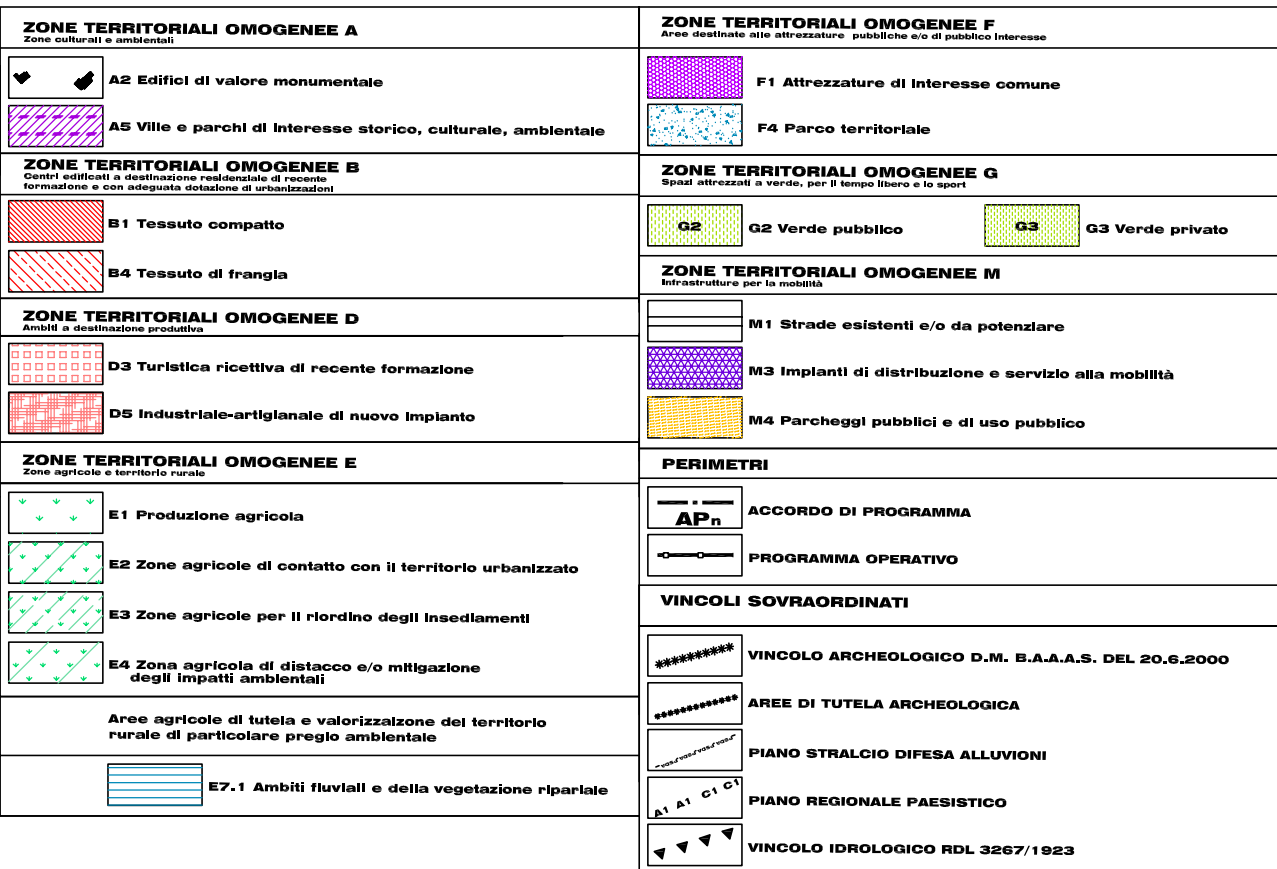 ZONE TERRITORIALI OMOGENEE A
Zone culturali e ambientali
A2 Edifici di valore monumentale
A5 Ville e parchi di interesse storico, culturale, ambientale
ZONE TERRITORIALI OMOGENEE B
Centri edificati a destinazione residenziale di recente
formazione e con adeguata dotazione di urbanizzazioni
B1 Tessuto compatto
B4 Tessuto di frangia
ZONE TERRITORIALI OMOGENEE D
Ambiti a destinazione produttiva
D3 Turistica ricettiva di recente formazione
D5 Industriale-artigianale di nuovo impianto
ZONE TERRITORIALI OMOGENEE E
Zone agricole e territorio rurale
E1 Produzione agricola
E2 Zone agricole di contatto con il territorio urbanizzato
E3 Zone agricole per il riordino degli insediamenti
E4 Zona agricola di distacco e/o mitigazione
degli impatti ambientali
Aree agricole di tutela e valorizzalzone del territorio
rurale di particolare pregio ambientale
E7.1 Ambiti fluviali e della vegetazione ripariale
ZONE TERRITORIALI OMOGENEE F
Aree destinate alle attrezzature pubbliche e/o di pubblico interesse
F1 Attrezzature di interesse comune
F4 Parco territoriale
ZONE TERRITORIALI OMOGENEE G
Spazi attrezzati a verde, per il tempo libero e lo sport
G2 G2 Verde pubblico G3 G3 Verde privato
ZONE TERRITORIALI OMOGENEE M
Infrastrutture per la mobilità
M1 Strade esistenti e/o da potenziare
M3 Impianti di distribuzione e servizio alla mobilità
M4 Parcheggi pubblici e di uso pubblico
PERIMETRI
APn ACCORDO DI PROGRAMMA
PROGRAMMA OPERATIVO
VINCOLI SOVRAORDINATI
VINCOLO ARCHEOLOGICO D.M. B.A.A.A.S. DEL 20.6.2000
AREE DI TUTELA ARCHEOLOGICA
PIANO STRALCIO DIFESA ALLUVIONI
A1 A1 C1 C1 PIANO REGIONALE PAESISTICO
VINCOLO IDROLOGICO RDL 3267/1923